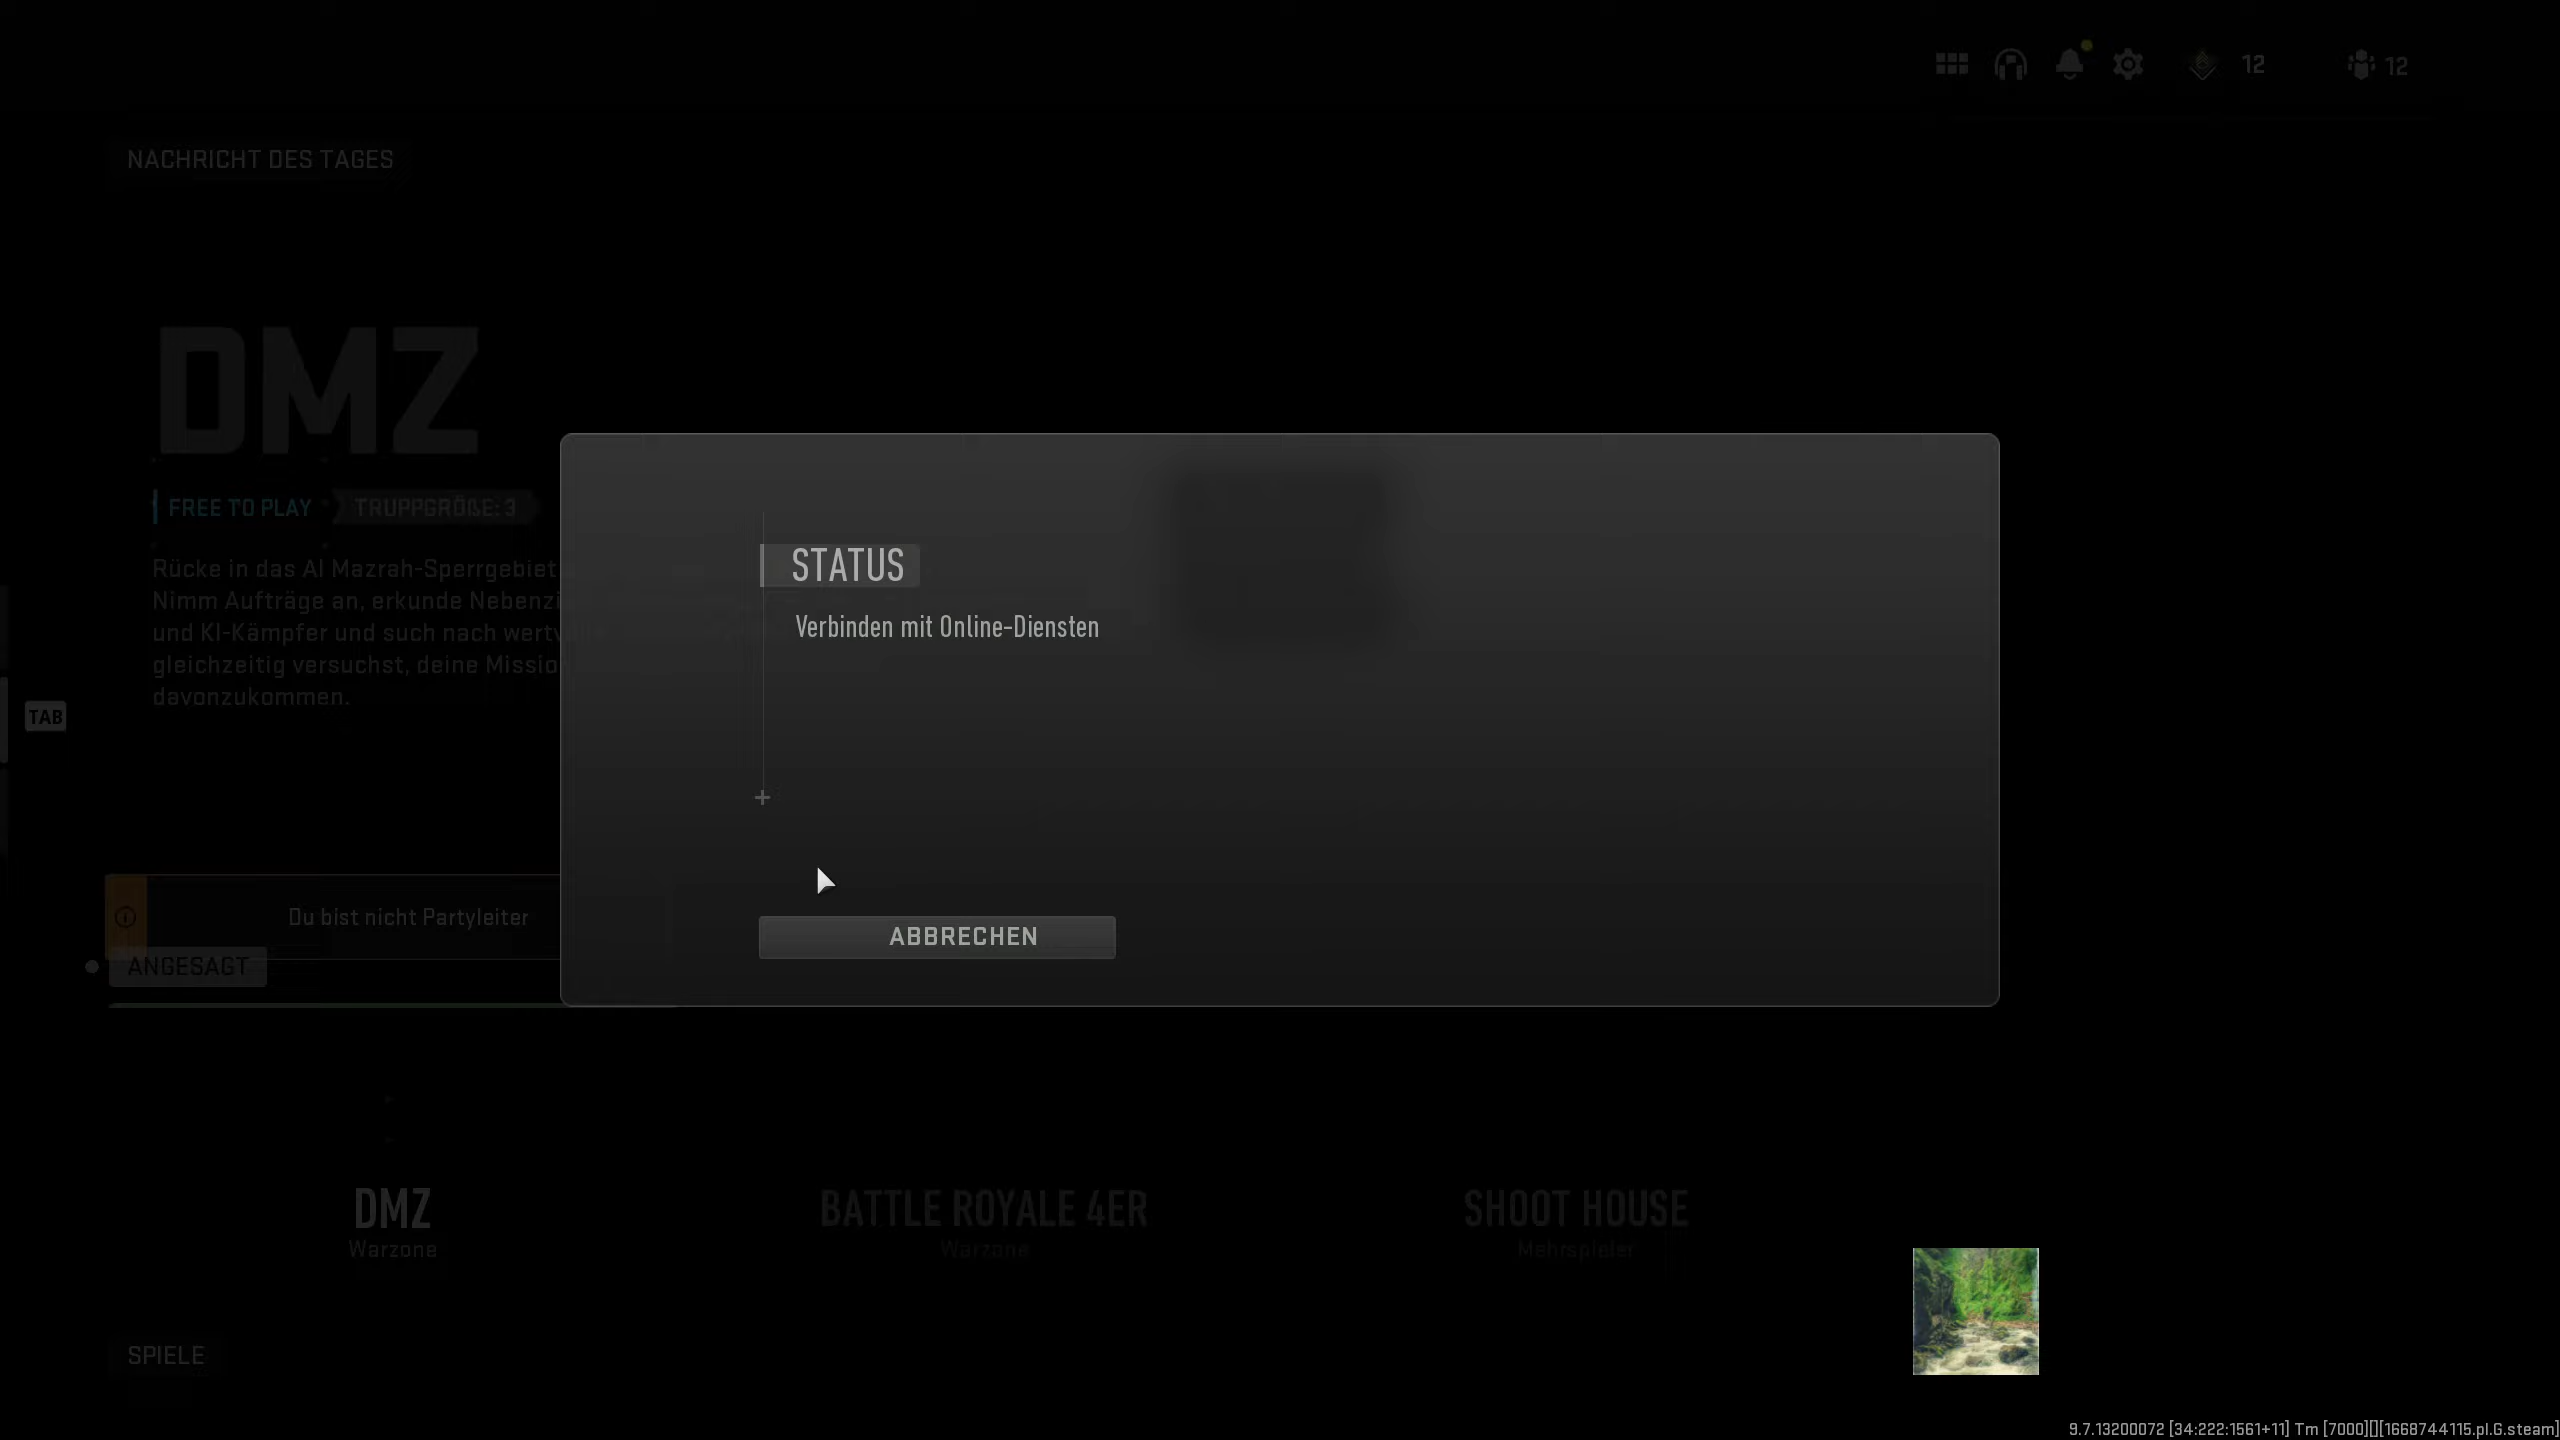 12
12
NACHRICHT DES TAGES
DMZ
FREE TO PLAY
TRUPPGRÖßE: 3
Rücke in das Al Mazrah-Sperrgebiet
Nimm Aufträge an, erkunde Nebenzi
und KI-Kämpfer und such nach wertv
gleichzeitig versuchst, deine Mission
davonzukommen.
TAB
STATUS
Verbinden mit Online-Diensten
ABBRECHEN
Du bist nicht Partyleiter
ANGESAGT
DMZ
Warzone
BATTLE ROYALE 4ER
Warzone
SHOOT HOUSE
Mehrspieler
SPIELE
9.7.13200072 [34:222:1561+11] Tm [7000][][1668744115.pl.G.steam]